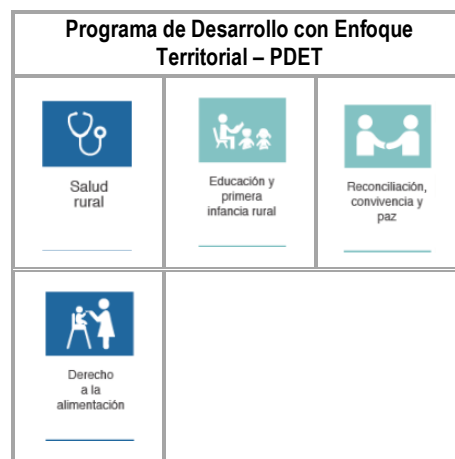 Programa de Desarrollo con Enfoque
Territorial – PDET
Salud
rural
Educación y
primera
infancia rural
Reconciliación,
convivencia y
paz
Derecho
a la
alimentación